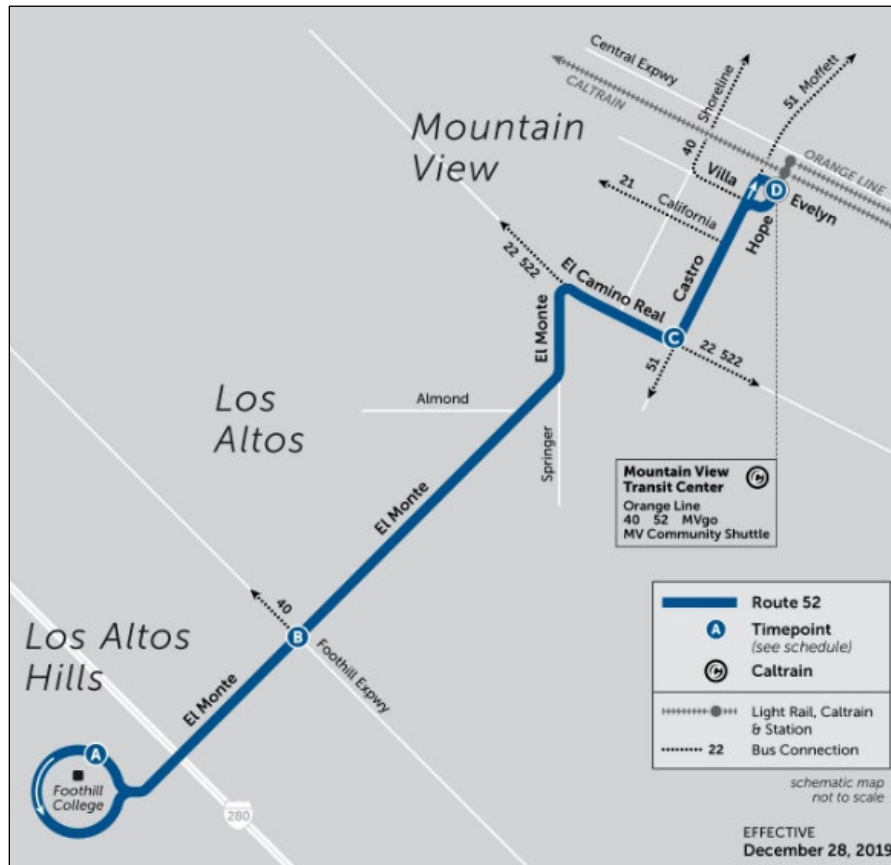 Central Expwy
CALTRAIN
Shoreline
51 Moffett
Mountain
View
40
ORANGE LINE
Villa
D
Evelyn
21
California
Hope
22 522
El Camino Real
Castro
El Monte
C
51
22 522
Los
Altos
Almond
Springer
El Monte
Mountain View
Transit Center
Orange Line
40 52 MVgo
MV Community Shuttle
40
B
Foothill Expwy
Los Altos
Hills
El Monte
A
Foothill
College
280
Route 52
A Timepoint
(see schedule)
Caltrain
Light Rail, Caltrain
& Station
22 Bus Connection
schematic map
not to scale
EFFECTIVE
December 28, 2019